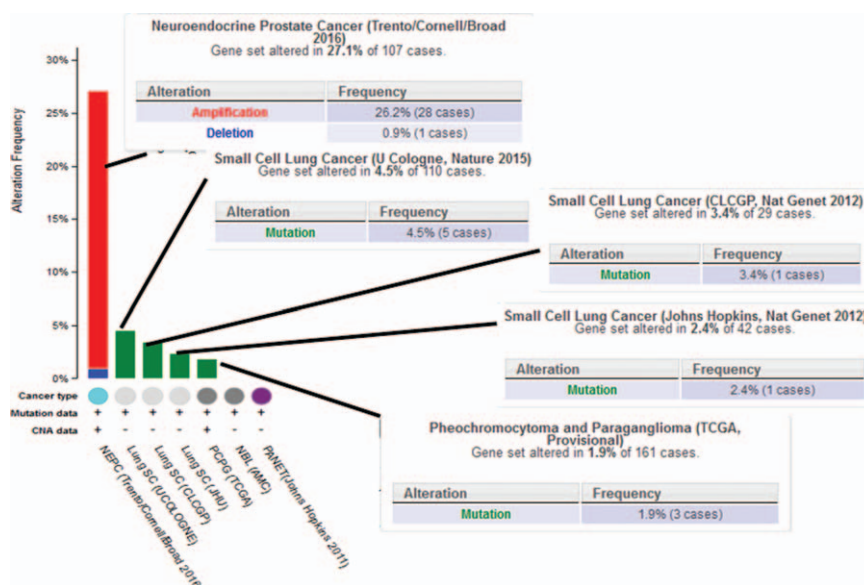 Neuroendocrine Prostate Cancer (Trento/Cornell/Broad
2016)
Gene set altered in 27.1% of 107 cases.
Alteration Frequency
Amplification 26.2% (28 cases)
Deletion 0.9% (1 cases)
Small Cell Lung Cancer (U Cologne, Nature 2015)
Gene set altered in 4.5% of 110 cases.
Alteration Frequency
Mutation 4.5% (5 cases)
Small Cell Lung Cancer (CLCGP, Nat Genet 2012)
Gene set altered in 3.4% of 29 cases.
Alteration Frequency
Mutation 3.4% (1 cases)
Small Cell Lung Cancer (Johns Hopkins, Nat Genet 2012)
Gene set altered in 2.4% of 42 cases.
Alteration Frequency
Mutation 2.4% (1 cases)
Pheochromocytoma and Paraganglioma (TCGA,
Provisional)
Gene set altered in 1.9% of 161 cases.
Alteration Frequency
Mutation 1.9% (3 cases)
Alteration Frequency
30%
25%
20%
15%
10%
5%
0%
Cancer type
Mutation data + + + + + + +
CNA data + - - - + - -
NEPC (Trento/Cornell/Broad 2016)
Lung SC (UCOLOGNE)
Lung SC (CLCGP)
Lung SC (JHU)
PCPG (TCGA)
NBL (AMC)
PANET(Johns Hopkins 2011)